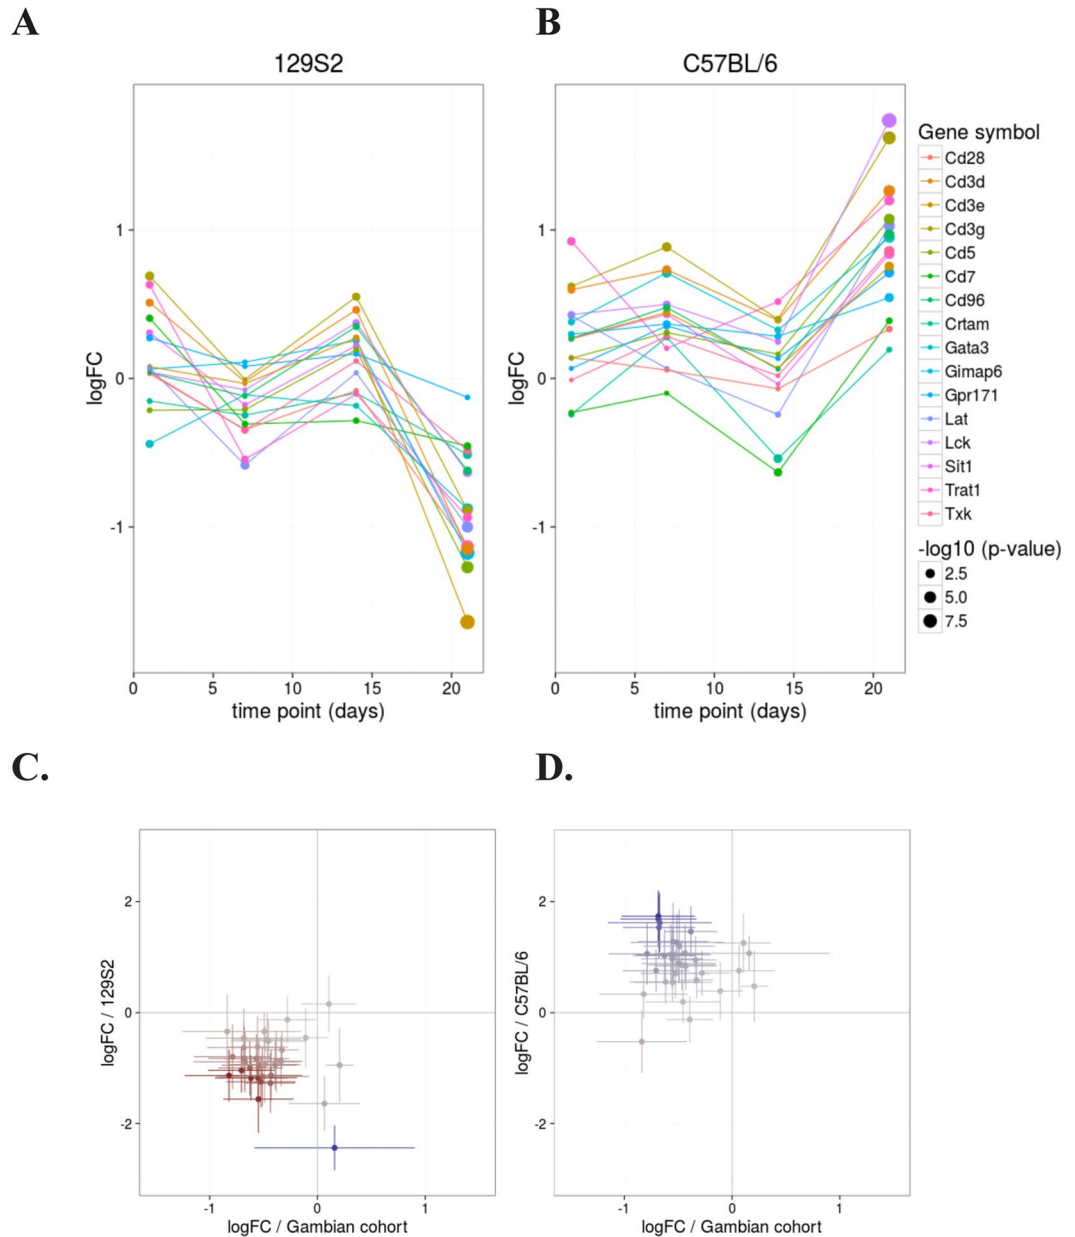 A
B
129S2
C57BL/6
logFC
1
0
-1
0
5
10
15
20
time point (days)
logFC
1
0
-1
0
5
10
15
20
time point (days)
Gene symbol
Cd28
Cd3d
Cd3e
Cd3g
Cd5
Cd7
Cd96
Crtam
Gata3
Gimap6
Gpr171
Lat
Lck
Sit1
Trat1
Txk
-log10 (p-value)
2.5
5.0
7.5
C.
D.
logFC / 129S2
2
0
-2
-1
0
1
logFC / Gambian cohort
logFC / C57BL/6
2
0
-2
-1
0
1
logFC / Gambian cohort